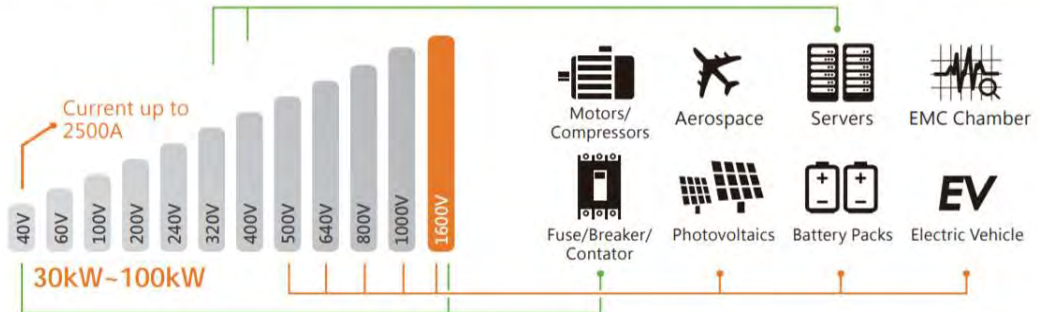 Current up to
2500A
40V
60V
100V
200V
240V
320V
400V
500V
640V
800V
1000V
1600V
30kW~100kW
Motors/
Compressors
Aerospace
Servers
EMC Chamber
Fuse/Breaker/
Contator
Photovoltaics
Battery Packs
EV
Electric Vehicle